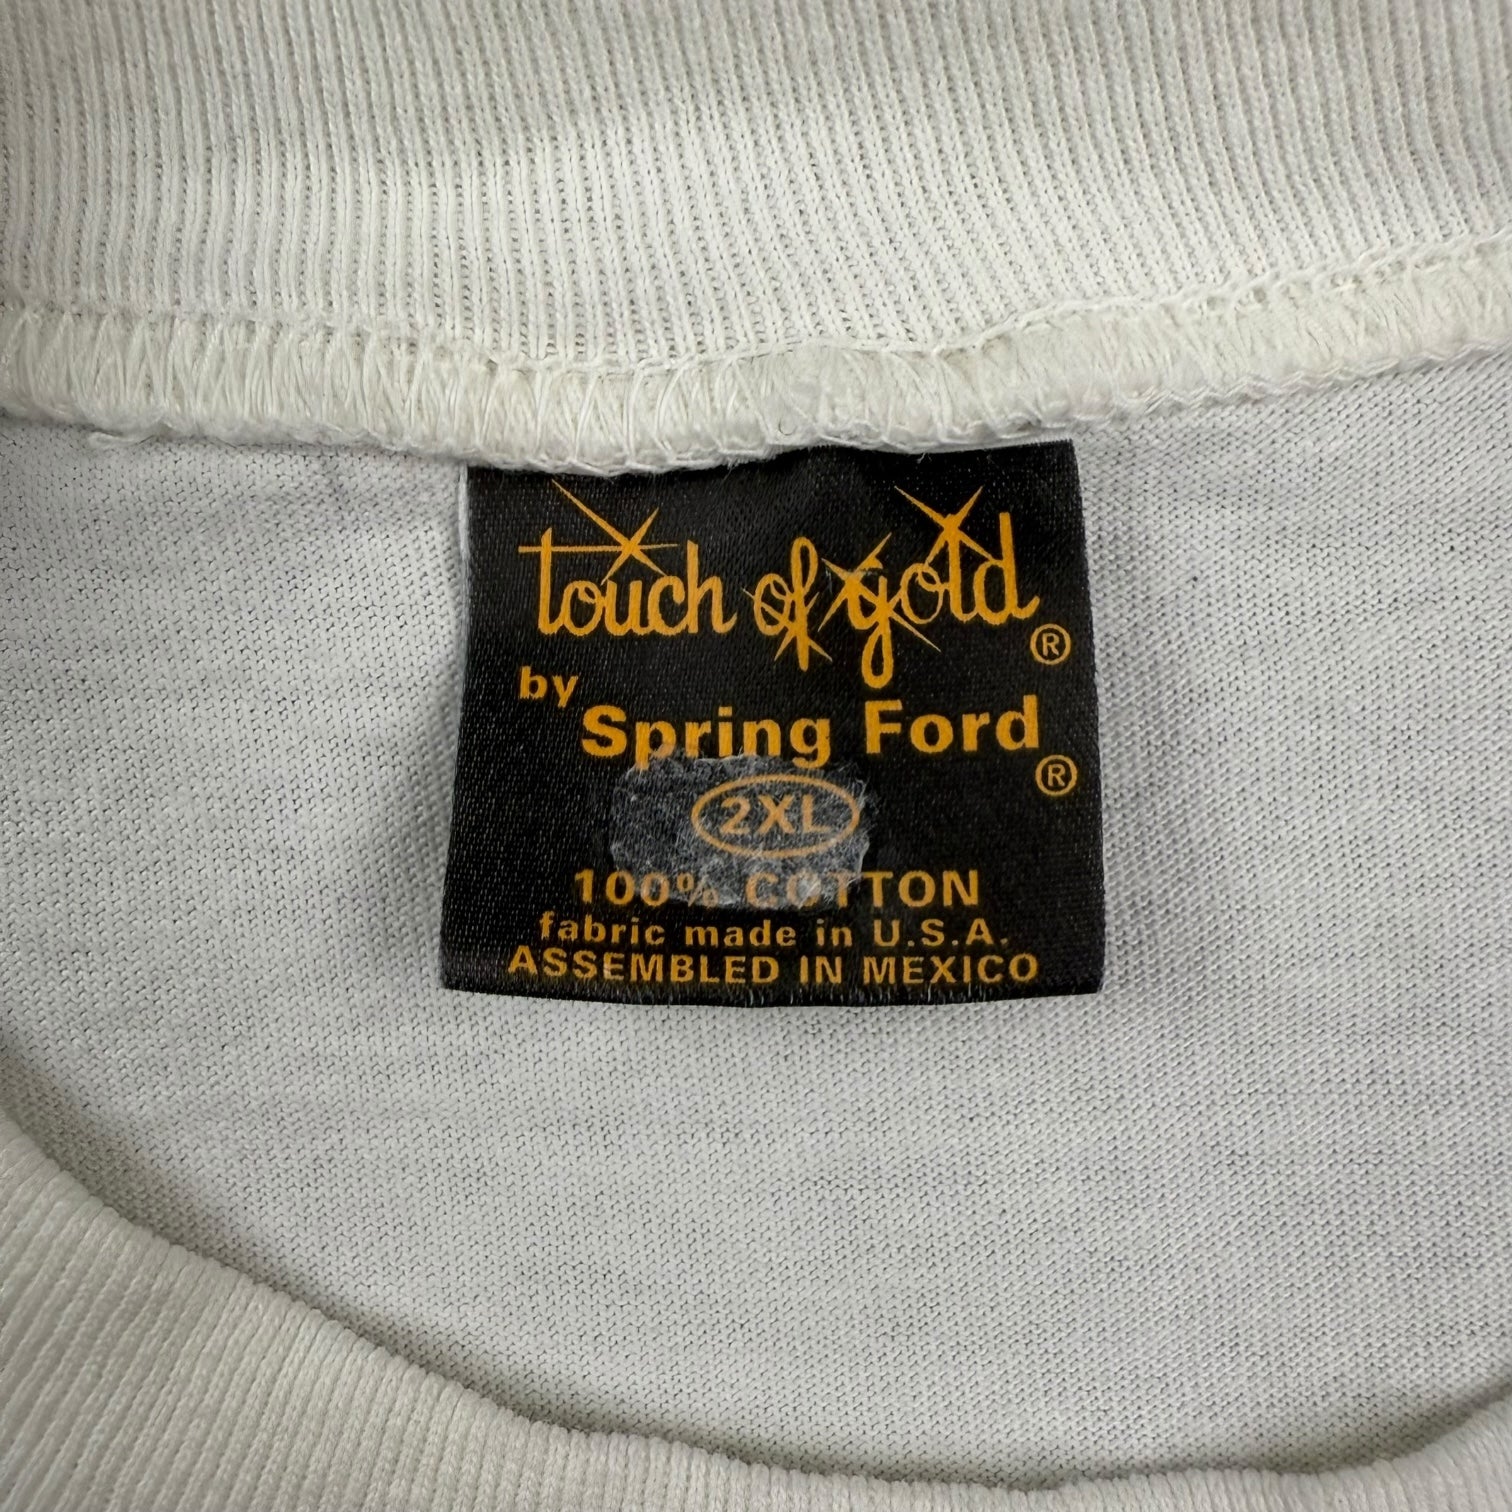 touch of gold ®
by Spring Ford ®
2XL
100% COTTON
fabric made in U.S.A.
ASSEMBLED IN MEXICO